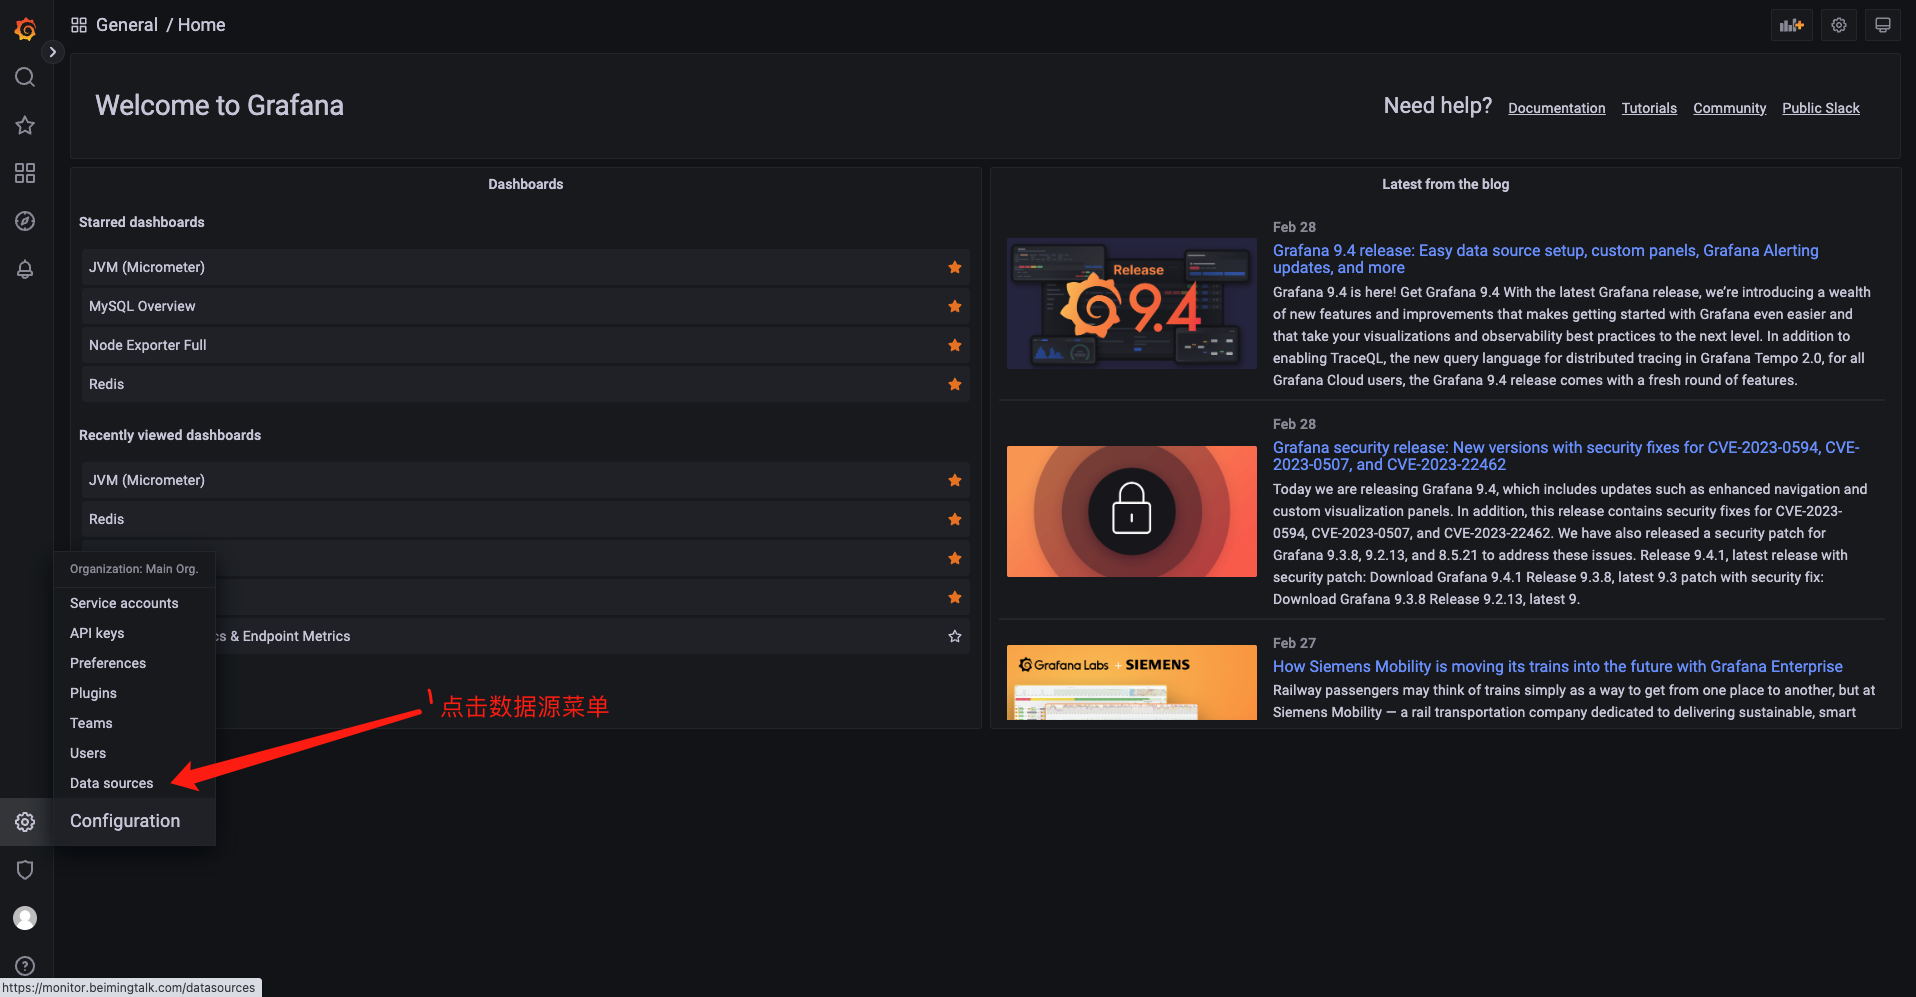 General / Home
Welcome to Grafana
Need help? Documentation Tutorials Community Public Slack
Dashboards
Starred dashboards
JVM (Micrometer)
MySQL Overview
Node Exporter Full
Redis
Recently viewed dashboards
JVM (Micrometer)
Redis
& Endpoint Metrics
Organization: Main Org.
Service accounts
API keys
Preferences
Plugins
Teams
Users
Data sources
Configuration
点击数据源菜单
Latest from the blog
Feb 28
Release
9.4
Grafana 9.4 release: Easy data source setup, custom panels, Grafana Alerting
updates, and more
Grafana 9.4 is here! Get Grafana 9.4 With the latest Grafana release, we’re introducing a wealth
of new features and improvements that makes getting started with Grafana even easier and
that take your visualizations and observability best practices to the next level. In addition to
enabling TraceQL, the new query language for distributed tracing in Grafana Tempo 2.0, for all
Grafana Cloud users, the Grafana 9.4 release comes with a fresh round of features.
Feb 28
Grafana security release: New versions with security fixes for CVE-2023-0594, CVE-
2023-0507, and CVE-2023-22462
Today we are releasing Grafana 9.4, which includes updates such as enhanced navigation and
custom visualization panels. In addition, this release contains security fixes for CVE-2023-
0594, CVE-2023-0507, and CVE-2023-22462. We have also released a security patch for
Grafana 9.3.8, 9.2.13, and 8.5.21 to address these issues. Release 9.4.1, latest release with
security patch: Download Grafana 9.4.1 Release 9.3.8, latest 9.3 patch with security fix:
Download Grafana 9.3.8 Release 9.2.13, latest 9.
Feb 27
Grafana Labs + SIEMENS
How Siemens Mobility is moving its trains into the future with Grafana Enterprise
Railway passengers may think of trains simply as a way to get from one place to another, but at
Siemens Mobility — a rail transportation company dedicated to delivering sustainable, smart
https://monitor.beimingtalk.com/datasources